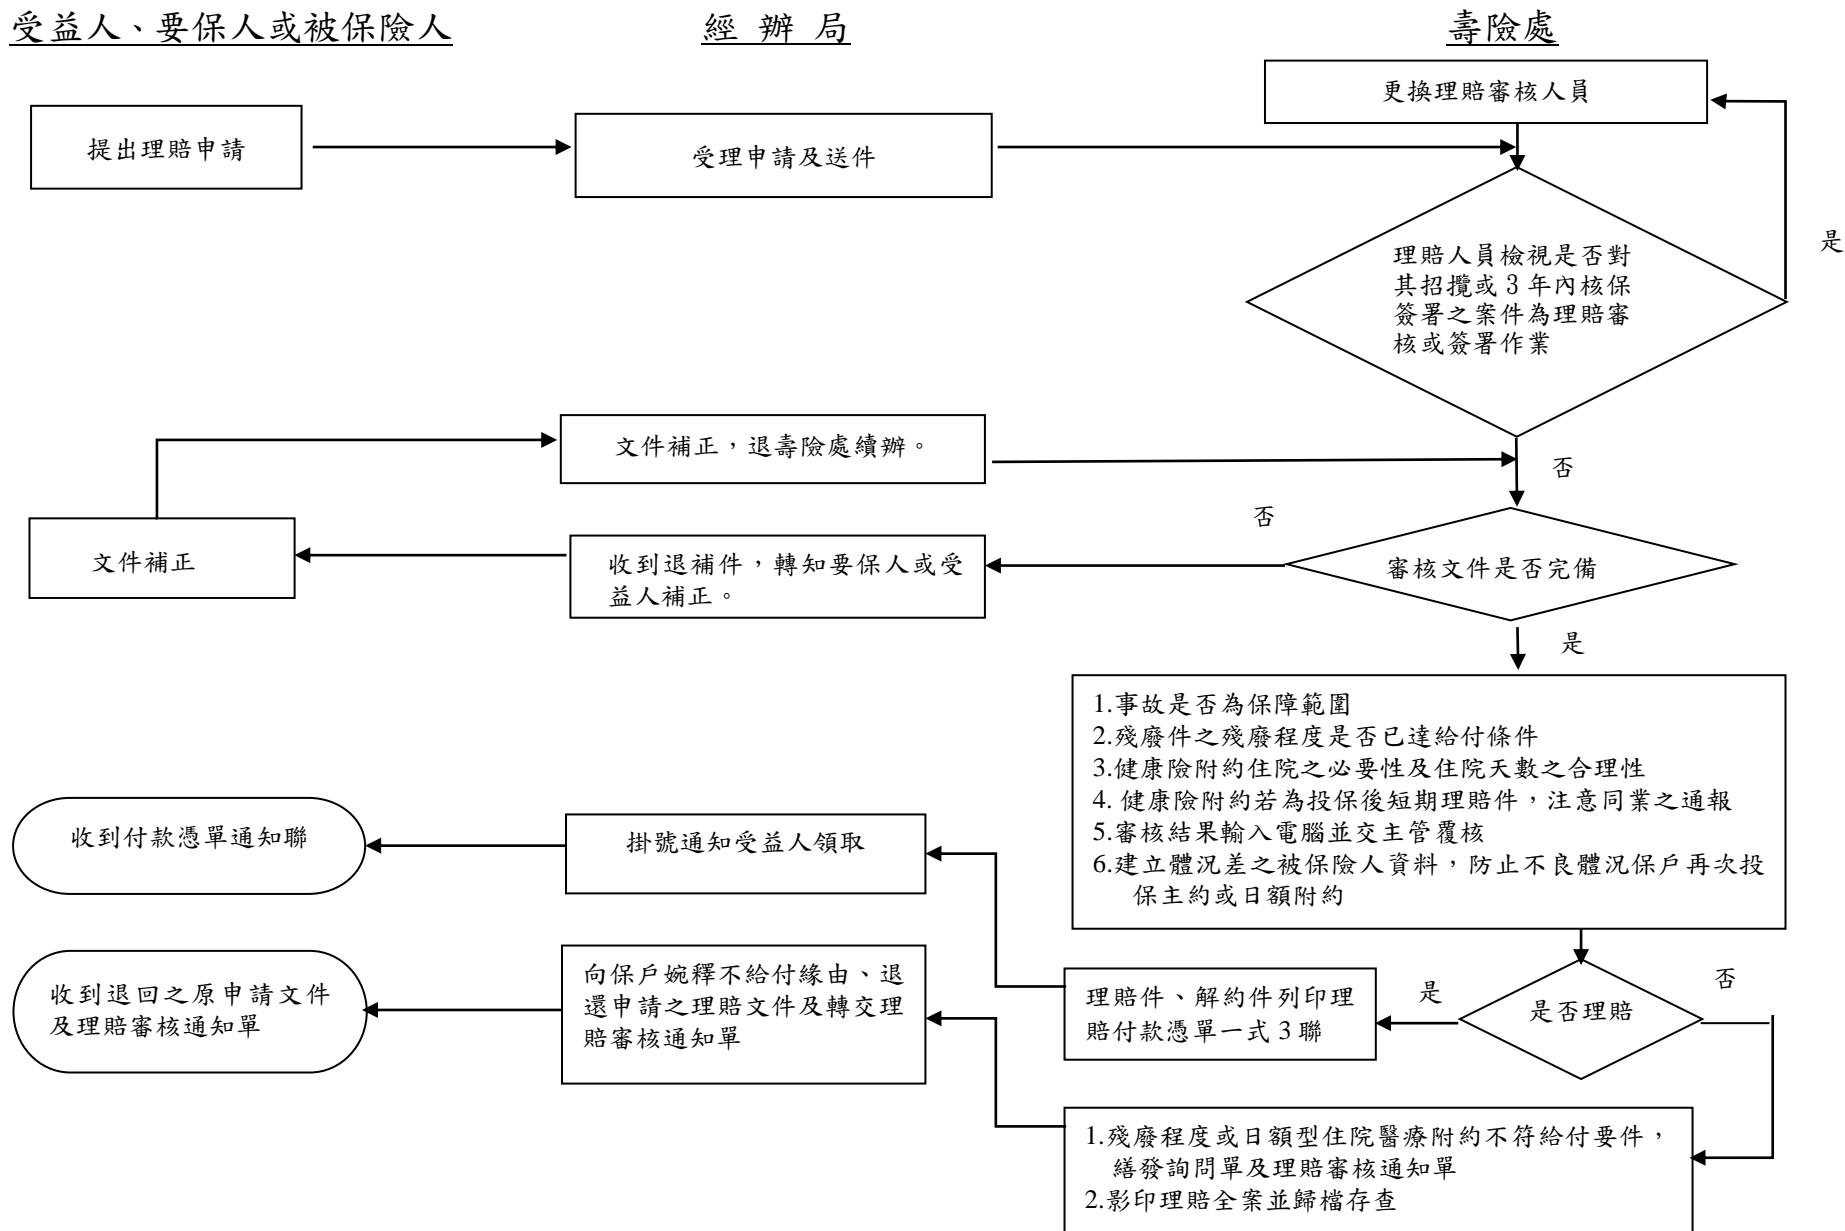 受益人、要保人或被保險人
經 辦 局
壽險處
更換理賠審核人員
提出理賠申請
受理申請及送件
是
理賠人員檢視是否對
其招攬或 3 年內核保
簽署之案件為理賠審
核或簽署作業
文件補正，退壽險處續辦。
否
否
文件補正
收到退補件，轉知要保人或受
益人補正。
審核文件是否完備
是
1.事故是否為保障範圍
2.殘廢件之殘廢程度是否已達給付條件
3.健康險附約住院之必要性及住院天數之合理性
4. 健康險附約若為投保後短期理賠件，注意同業之通報
5.審核結果輸入電腦並交主管覆核
6.建立體況差之被保險人資料，防止不良體況保戶再次投
保主約或日額附約
收到付款憑單通知聯
掛號通知受益人領取
收到退回之原申請文件
及理賠審核通知單
向保戶婉釋不給付緣由、退
還申請之理賠文件及轉交理
賠審核通知單
理賠件、解約件列印理
賠付款憑單一式 3 聯
是
是否理賠
否
1.殘廢程度或日額型住院醫療附約不符給付要件，
繕發詢問單及理賠審核通知單
2.影印理賠全案並歸檔存查